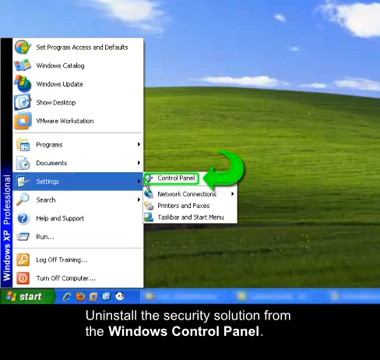 Set Program Access and Defaults
Windows Catalog
Windows Update
Show Desktop
VMware Workstation
Programs
Documents
Settings
Control Panel
Network Connections
Printers and Faxes
Taskbar and Start Menu
Search
Help and Support
Run...
Log Off Timeline...
Turn Off Computer...
Windows XP Professional
start
Uninstall the security solution from
the Windows Control Panel.